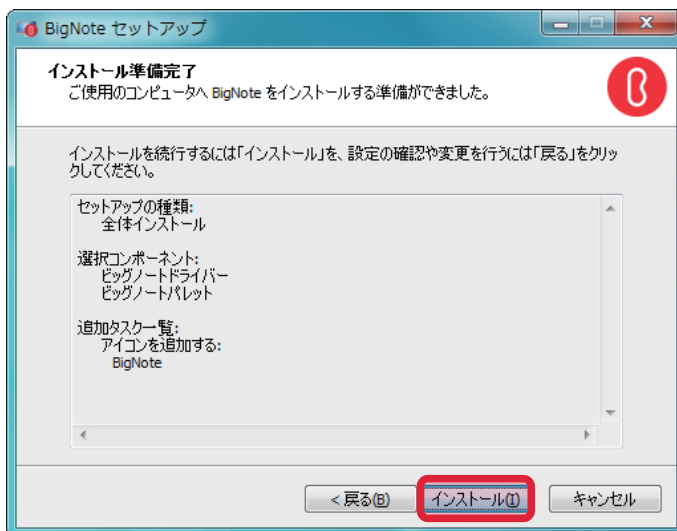 BigNote セットアップ
インストール準備完了
ご使用のコンピュータへ BigNote をインストールする準備ができました。
インストールを続行するには「インストール」を、設定の確認や変更を行うには「戻る」をクリッ
クしてください。
セットアップの種類:
全体インストール
選択コンポーネント:
ビッグノートドライバー
ビッグノートパレット
追加タスク一覧:
アイコンを追加する:
BigNote
< 戻る(B)
インストール(I)
キャンセル